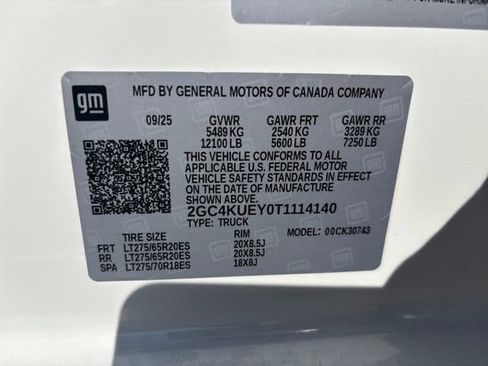 FOR MORE INFORM
gm
MFD BY GENERAL MOTORS OF CANADA COMPANY
09/25 GVWR GAWR FRT GAWR RR
5489 KG 2540 KG 3289 KG
12100 LB 5600 LB 7250 LB
THIS VEHICLE CONFORMS TO ALL
APPLICABLE U.S. FEDERAL MOTOR
VEHICLE SAFETY STANDARDS IN EFFECT
ON THE DATE OF MANUFACTURE
SHOWN ABOVE.
2GC4KUEY0T1114140
TYPE: TRUCK MODEL: 00CK30743
TIRE SIZE RIM
FRT LT275/65R20ES 20X8.5J
RR LT275/65R20ES 20X8.5J
SPA LT275/70R18ES 18X8J